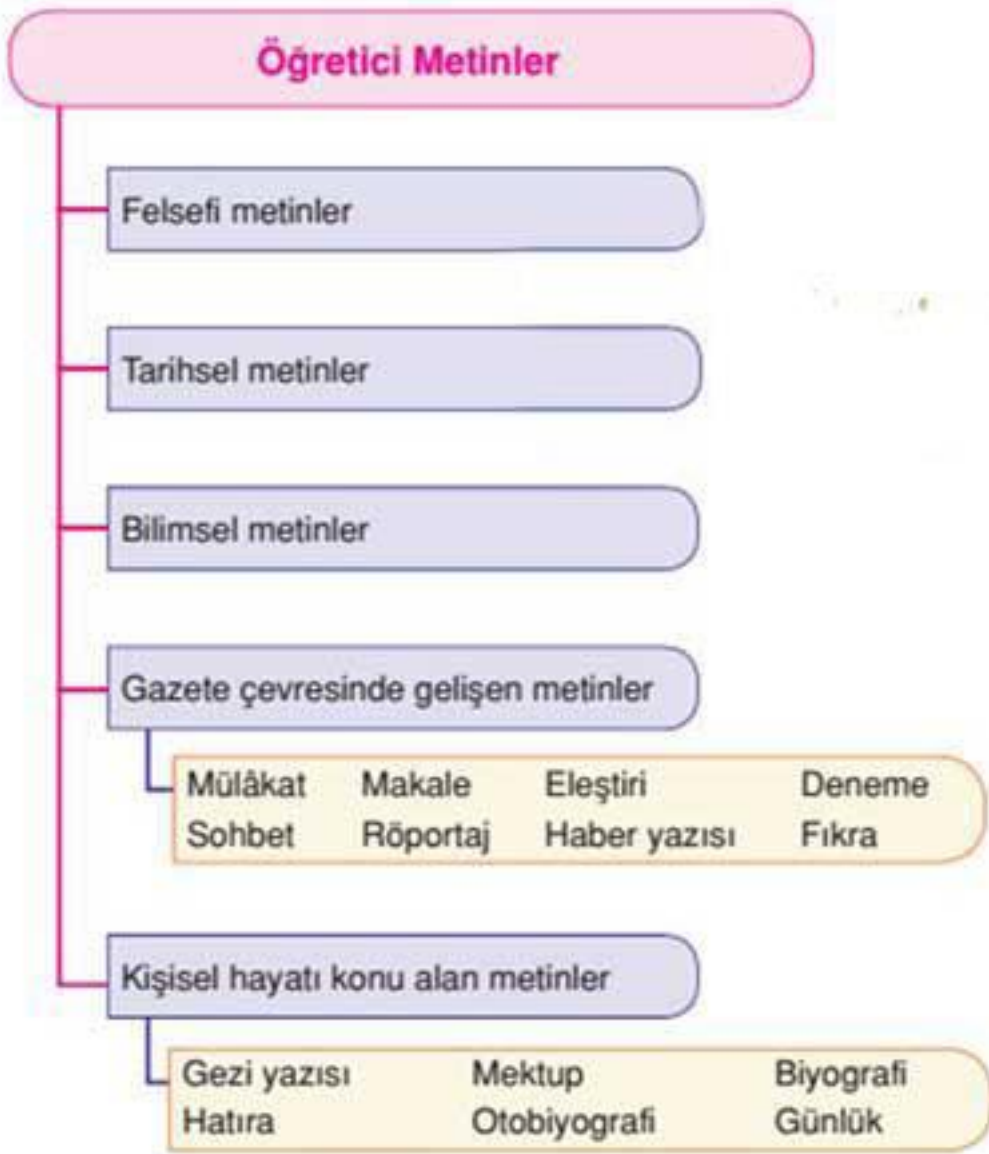 Öğretici Metinler
Felsefi metinler
Tarihsel metinler
Bilimsel metinler
Gazete çevresinde gelişen metinler
Mülâkat Makale Eleştiri Deneme
Sohbet Röportaj Haber yazısı Fıkra
Kişisel hayatı konu alan metinler
Gezi yazısı Mektup Biyografi
Hatıra Otobiyografi Günlük